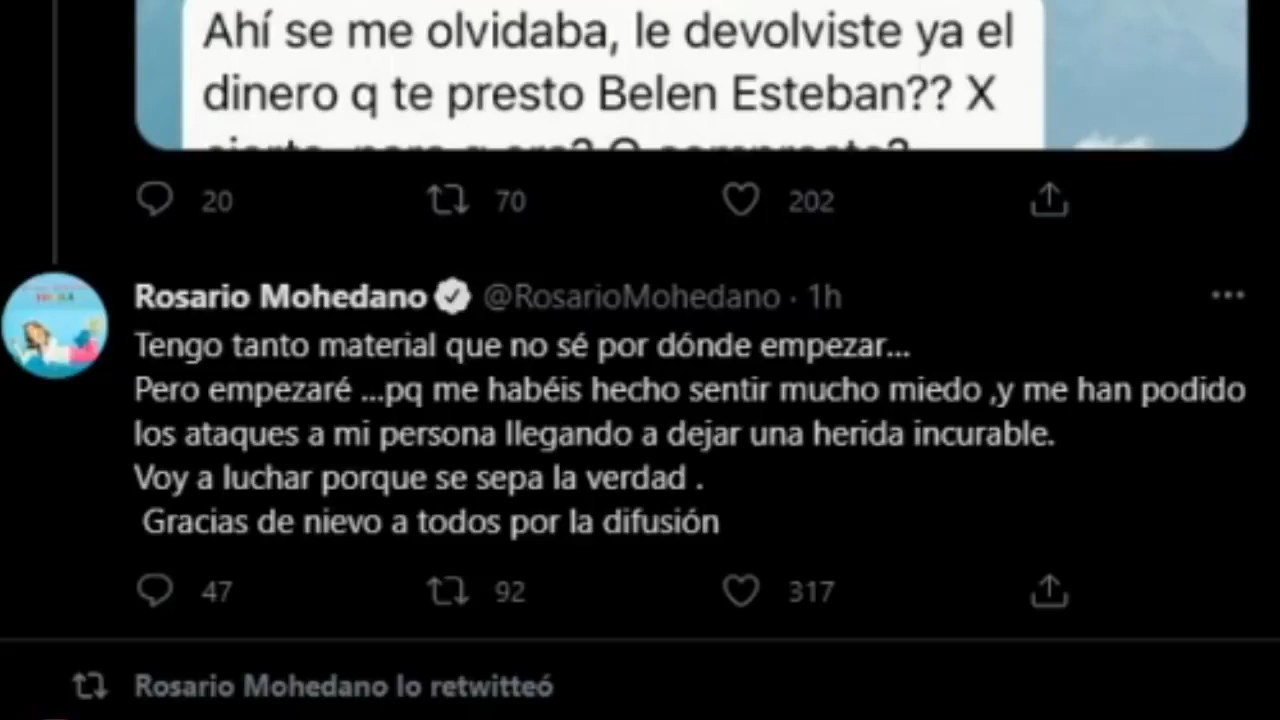 Ahí se me olvidaba, le devolviste ya el
dinero q te presto Belen Esteban?? X
20 70 202
Rosario Mohedano @RosarioMohedano · 1h
Tengo tanto material que no sé por dónde empezar...
Pero empezaré ...pq me habéis hecho sentir mucho miedo ,y me han podido
los ataques a mi persona llegando a dejar una herida incurable.
Voy a luchar porque se sepa la verdad .
Gracias de nievo a todos por la difusión
47 92 317
Rosario Mohedano lo retwitteó